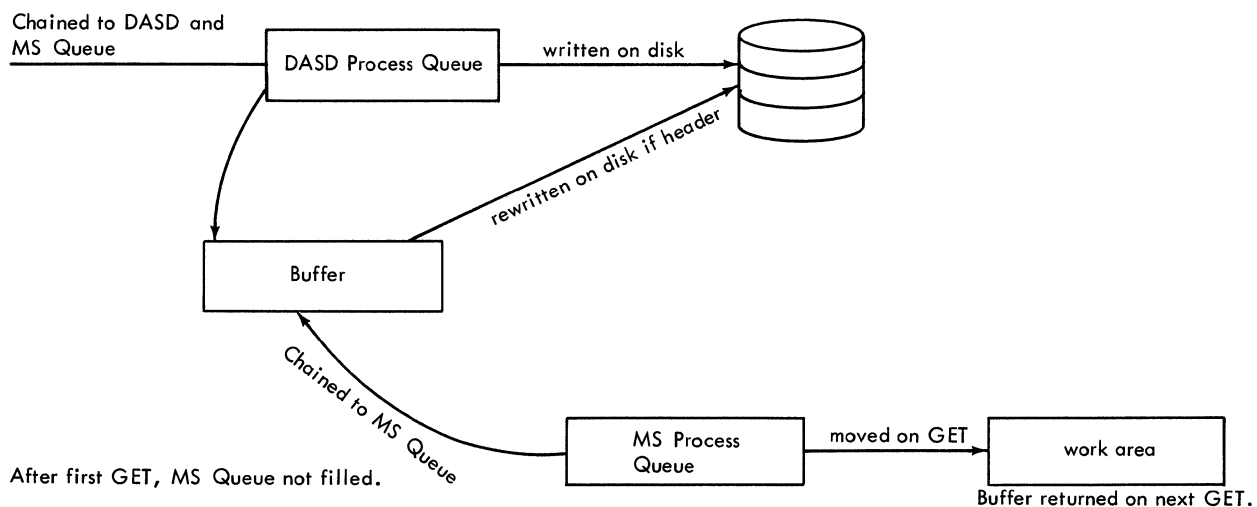 Chained to DASD and
MS Queue
DASD Process Queue
written on disk
rewritten on disk if header
Buffer
Chained to MS Queue
MS Process
Queue
moved on GET
work area
After first GET, MS Queue not filled.
Buffer returned on next GET.